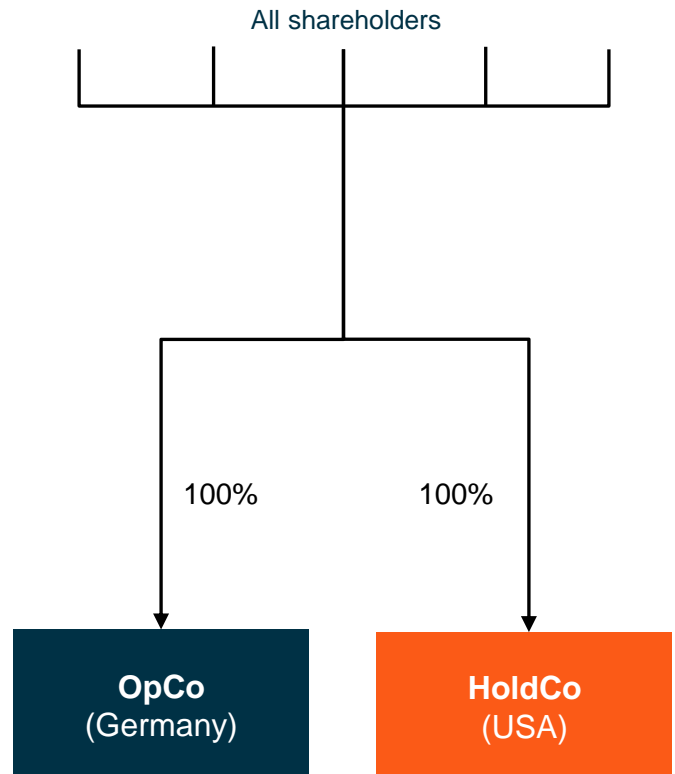 All shareholders
100%
100%
OpCo
(Germany)
HoldCo
(USA)